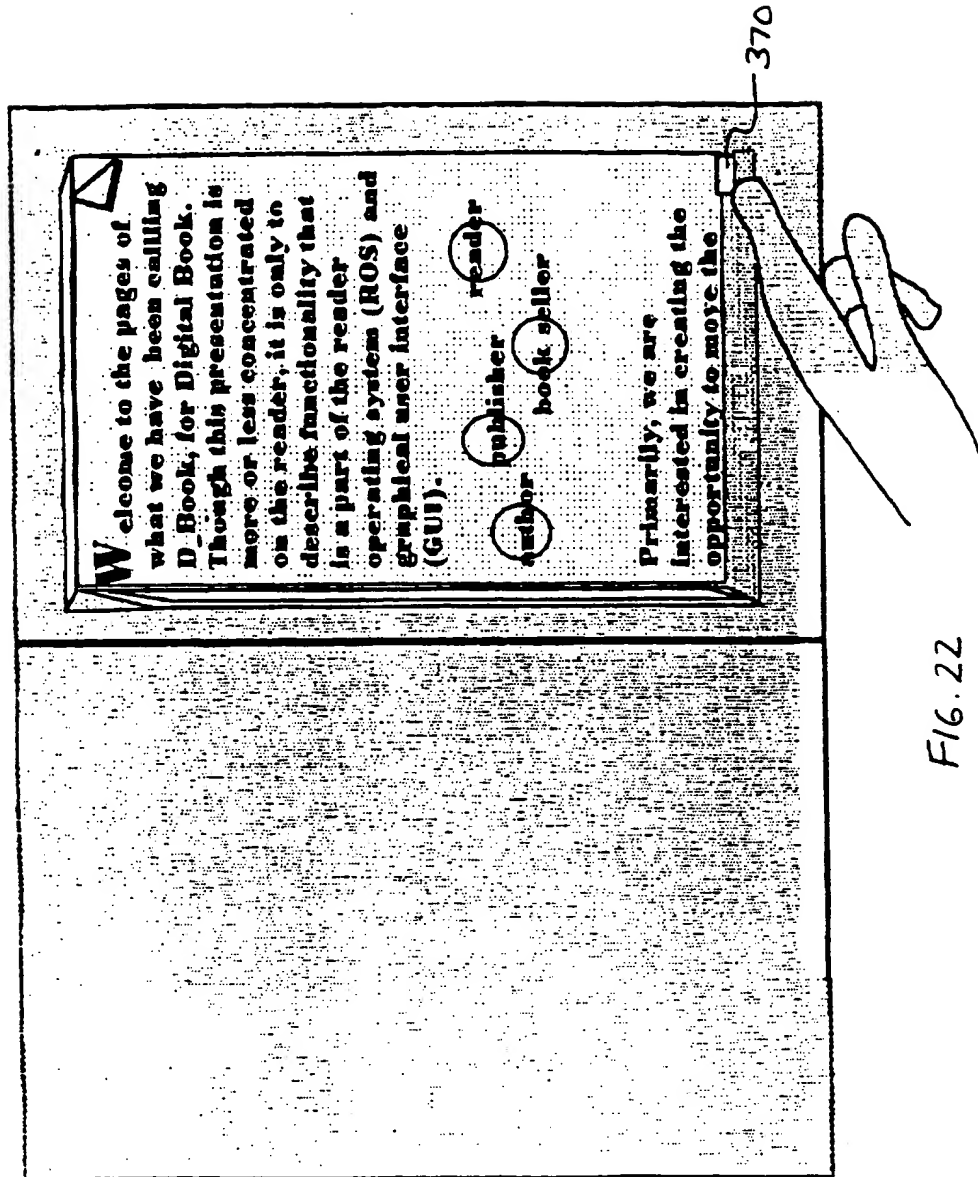 Welcome to the pages of
what we have been calling
D_Book, for Digital Book.
Though this presentation is
more or less concentrated
on the reader, it is only to
describe functionality that
is a part of the reader
operating system (ROS) and
graphical user interface
(GUI).
author
publisher
book seller
reader
Primarily, we are
interested in creating the
opportunity to move the
370
FIG. 22